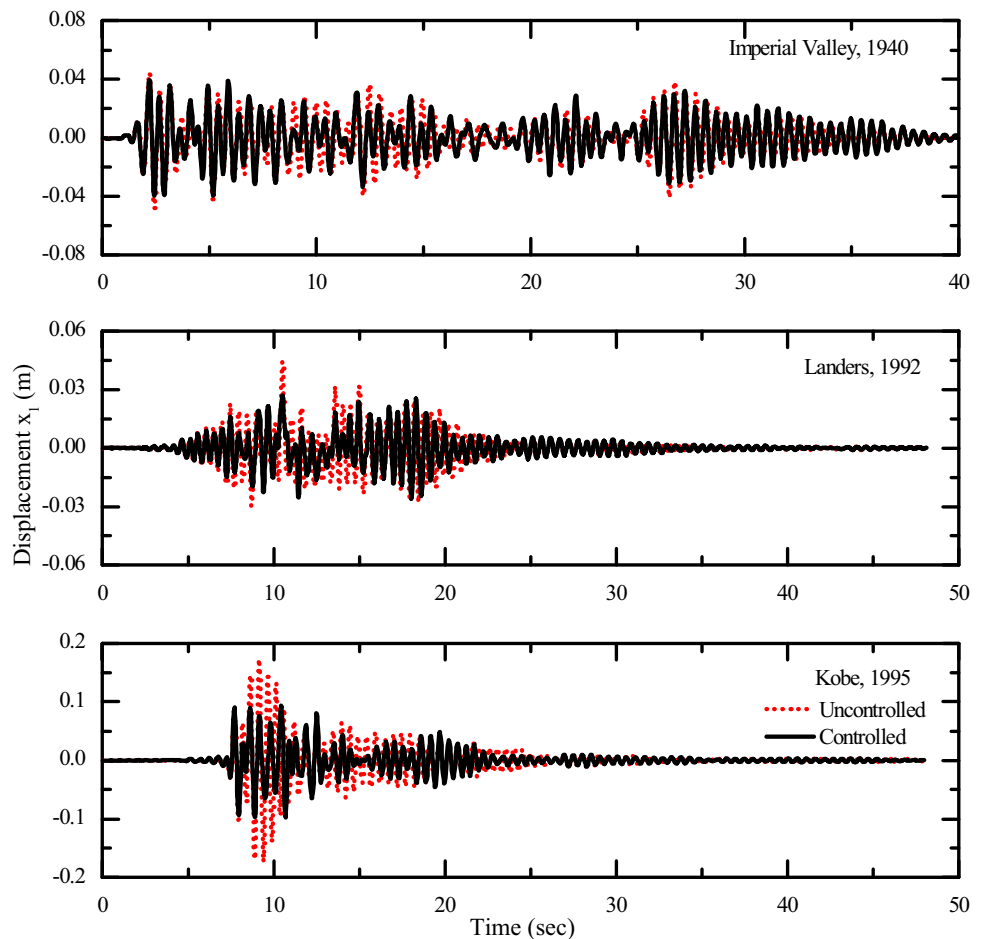 0.08
Imperial Valley, 1940
0.04
0.00
-0.04
-0.08
0 10 20 30 40
0.06
Landers, 1992
0.03
0.00
-0.03
-0.06
0 10 20 30 40 50
Displacement x1 (m)
0.2
Kobe, 1995
0.1
Uncontrolled
Controlled
0.0
-0.1
-0.2
0 10 20 30 40 50
Time (sec)